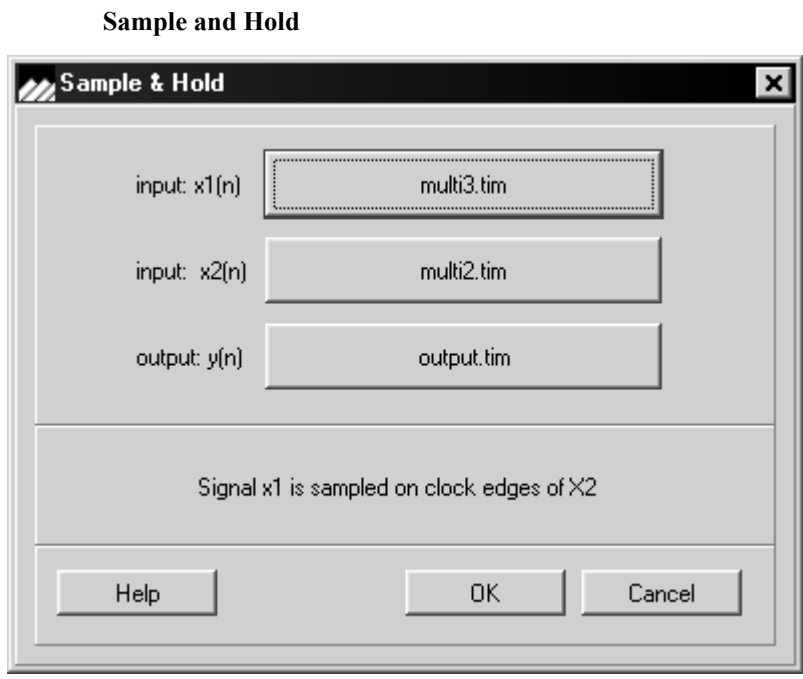 Sample and Hold
Sample & Hold
input: x1(n) multi3.tim
input: x2(n) multi2.tim
output: y(n) output.tim
Signal x1 is sampled on clock edges of X2
Help OK Cancel